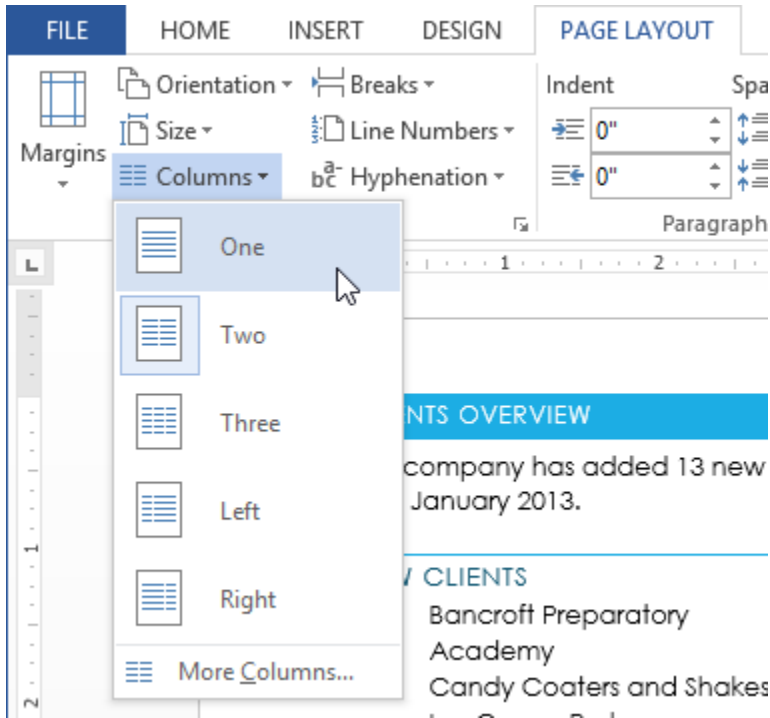 FILE HOME INSERT DESIGN PAGE LAYOUT
Margins
Orientation Breaks
Size Line Numbers
Columns bc a- Hyphenation
Indent Spa
0"
0"
Paragraph
One
Two
Three
Left
Right
More Columns...
L 1 2
1
2
NTS OVERVIEW
company has added 13 new
January 2013.
CLIENTS
Bancroft Preparatory
Academy
Candy Coaters and Shakes